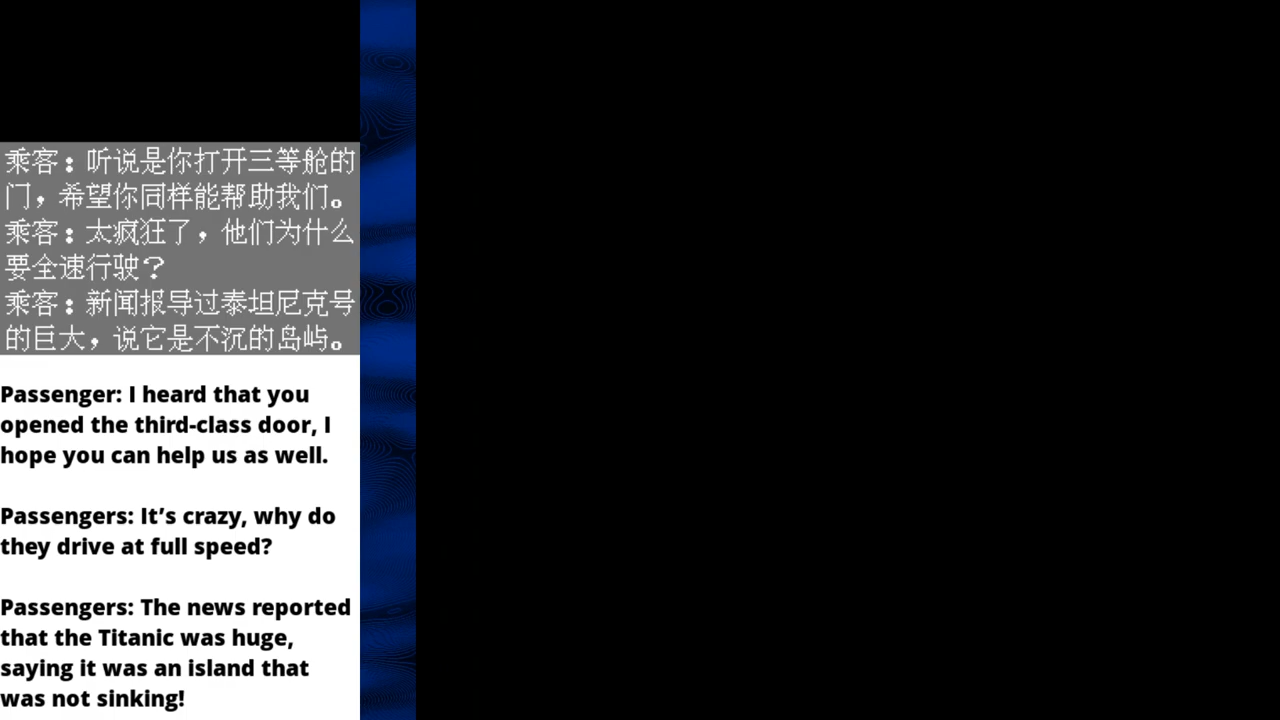 乘客：听说是你打开三等舱的
门，希望你同样能帮助我们。
乘客：太疯狂了，他们为什么
要全速行驶？
乘客：新闻报导过泰坦尼克号
的巨大，说它是不沉的岛屿。
Passenger: I heard that you
opened the third-class door, I
hope you can help us as well.
Passengers: It’s crazy, why do
they drive at full speed?
Passengers: The news reported
that the Titanic was huge,
saying it was an island that
was not sinking!